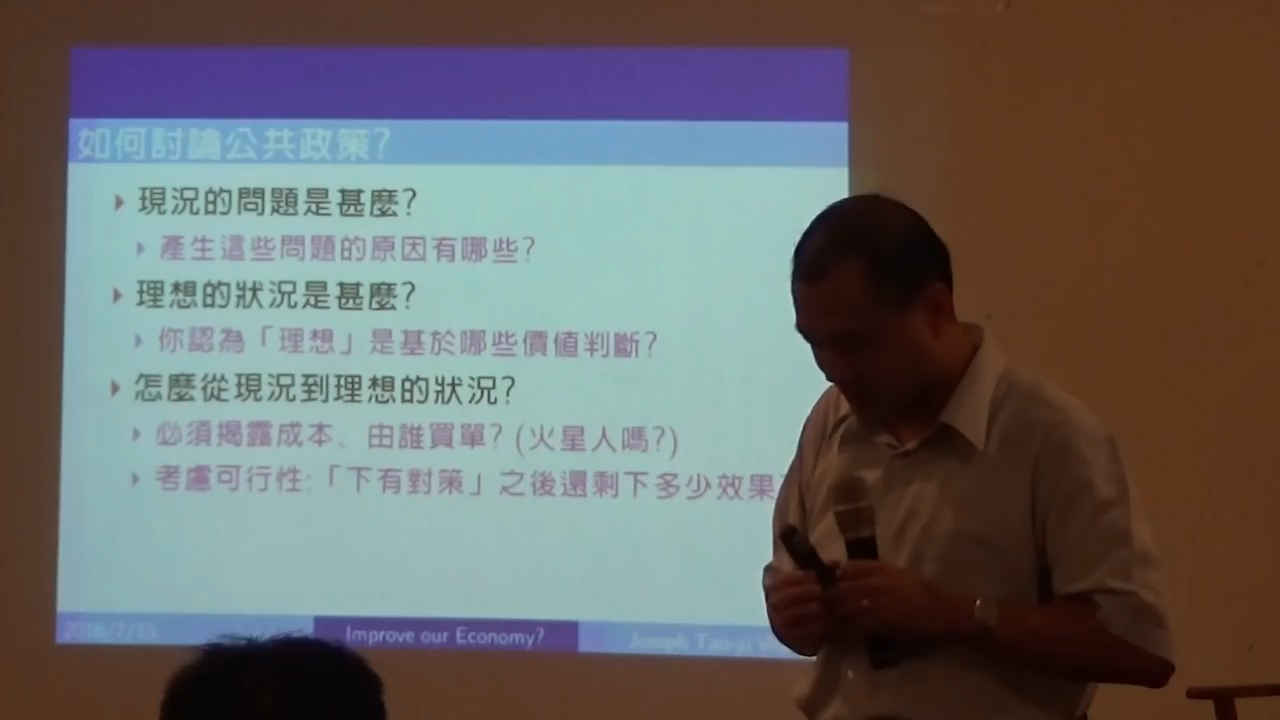 如何討論公共政策?
現況的問題是甚麼?
產生這些問題的原因有哪些?
理想的狀況是甚麼?
你認為「理想」是基於哪些價值判斷?
怎麼從現況到理想的狀況?
必須揭露成本、由誰買單? (火星人嗎?)
考慮可行性:「下有對策」之後還剩下多少效果
Improve our Economy?
Joseph